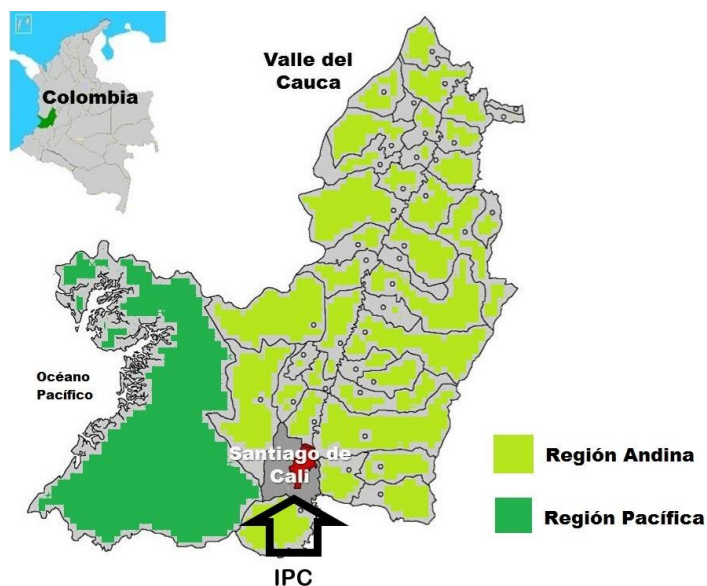 Colombia
Valle del
Cauca
Océano
Pacífico
Santiago de
Cali
Región Andina
Región Pacífica
IPC